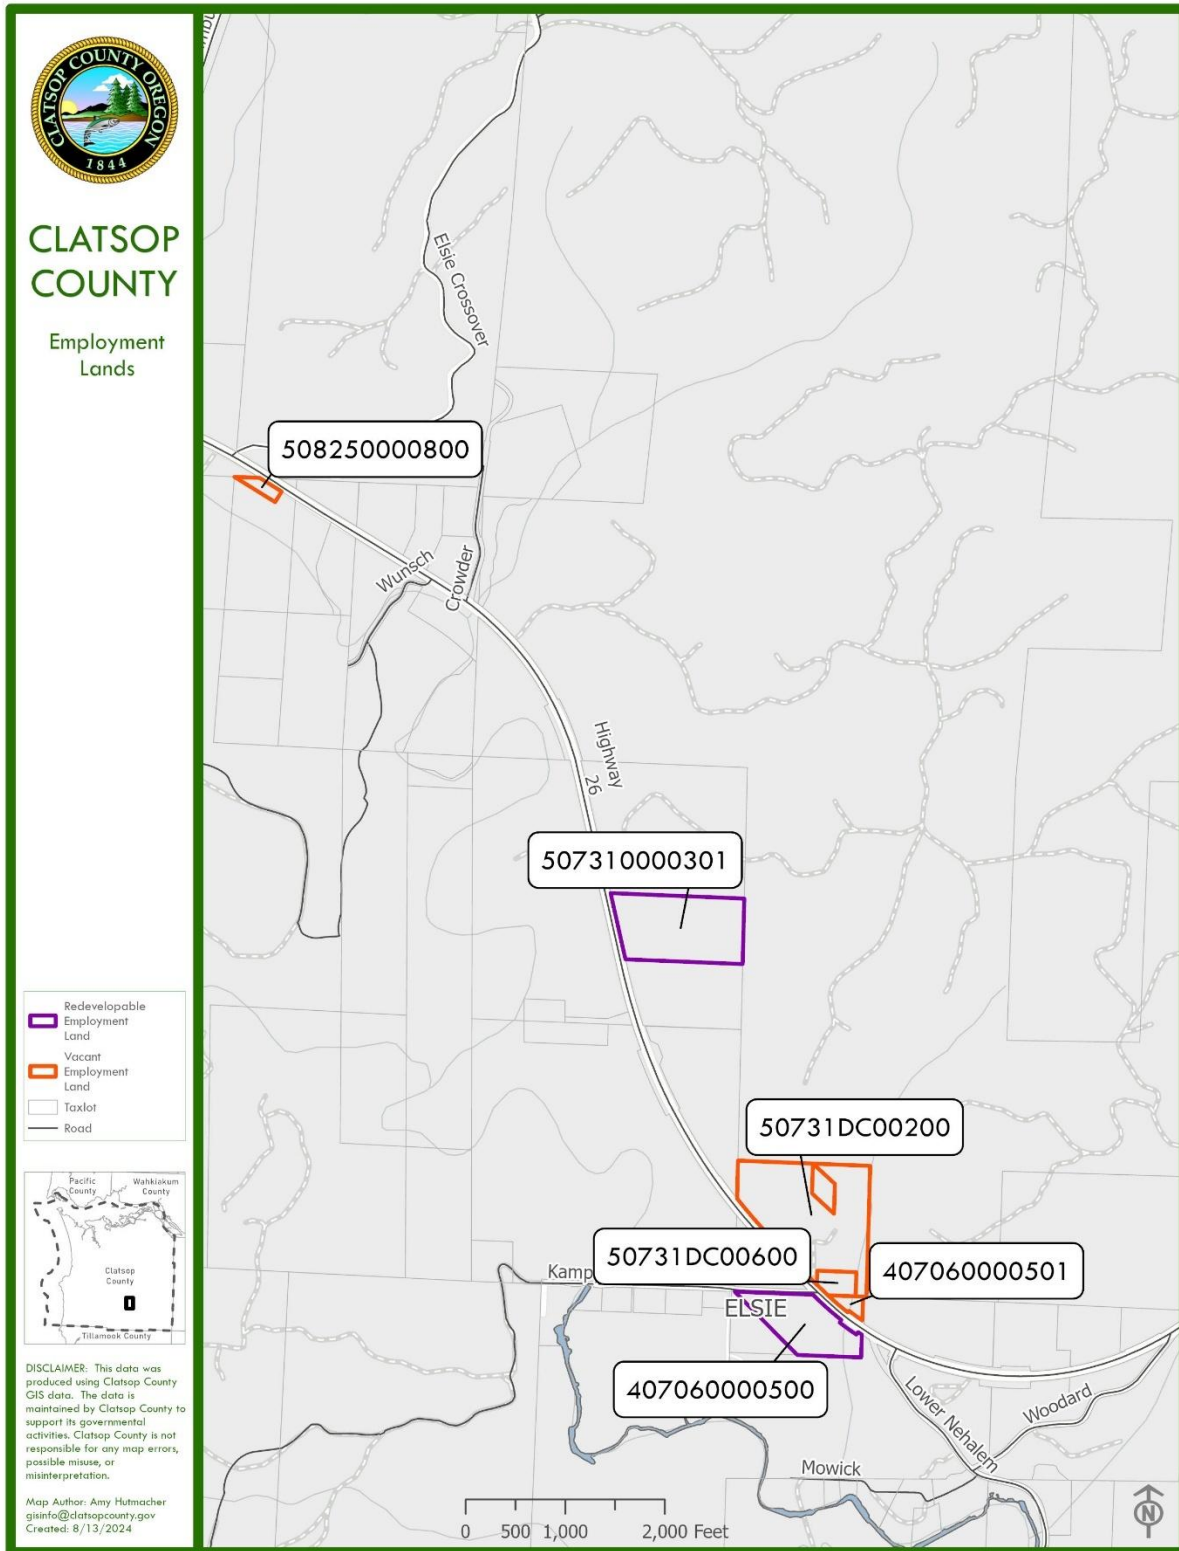 CLATSOP COUNTY OREGON
1844
CLATSOP
COUNTY
Employment
Lands
Redevelopable
Employment
Land
Vacant
Employment
Land
Taxlot
Road
Pacific
County
Wahkiakum
County
Clatsop
County
Tillamook County
DISCLAIMER: This data was
produced using Clatsop County
GIS data. The data is
maintained by Clatsop County to
support its governmental
activities. Clatsop County is not
responsible for any map errors,
possible misuse, or
misinterpretation.
Map Author: Amy Hutmacher
gisinfo@clatsopcounty.gov
Created: 8/13/2024
Elsie Crossover
508250000800
Wunsch
Crowder
Highway
26
507310000301
50731DC00200
50731DC00600
407060000501
Kamp
ELSIE
407060000500
Lower Nehalem
Woodard
Mowick
0 500 1,000 2,000 Feet
N